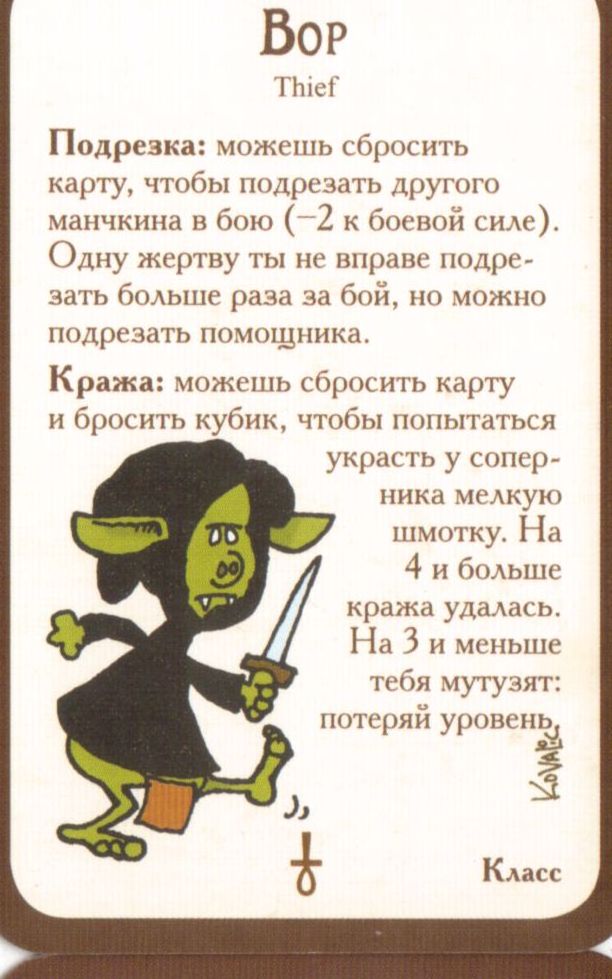 Вор
Thief
Подрезка: можешь сбросить
карту, чтобы подрезать другого
манчкина в бою (−2 к боевой силе).
Одну жертву ты не вправе подре-
зать больше раза за бой, но можно
подрезать помощника.
Кража: можешь сбросить карту
и бросить кубик, чтобы попытаться
украсть у сопер-
ника мелкую
шмотку. На
4 и больше
кража удалась.
На 3 и меньше
тебя мутузят:
потеряй уровень.
KOVALIC
Класс